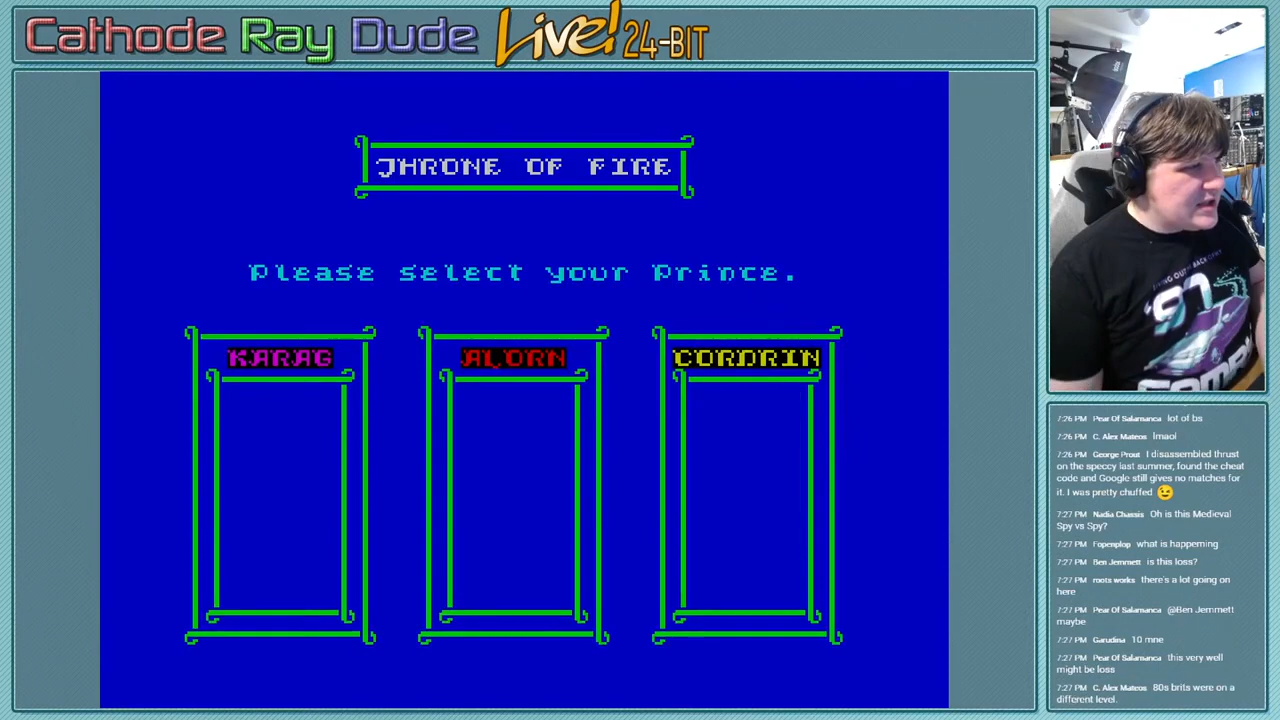 Cathode Ray Dude Live! 24-BIT
THRONE OF FIRE
Please select your Prince.
KARAG ALORN CORDRIN
LIVING OUT
7:26 PM Pear Of Salamanca lot of bs
7:26 PM C. Alex Mateos lmaol
7:26 PM George Prout I disassembled thrust
on the speccy last summer, found the cheat
code and Google still gives no matches for
it. I was pretty chuffed 😉
7:27 PM Nadia Chassis Oh is this Medieval
Spy vs Spy?
7:27 PM Fopenplop what is happerning
7:27 PM Ben Jemmett is this loss?
7:27 PM roots works there's a lot going on
here
7:27 PM Pear Of Salamanca @Ben Jemmett
maybe
7:27 PM Garudina 10 mne
7:27 PM Pear Of Salamanca this very well
might be loss
7:27 PM C. Alex Mateos 80s brits were on a
different level.